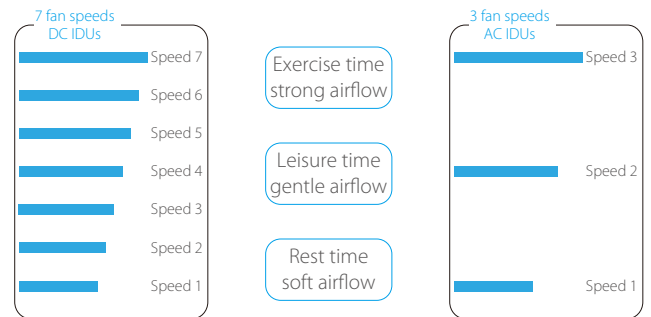 7 fan speeds
DC IDUs
Speed 7
Speed 6
Speed 5
Speed 4
Speed 3
Speed 2
Speed 1
Exercise time
strong airflow
Leisure time
gentle airflow
Rest time
soft airflow
3 fan speeds
AC IDUs
Speed 3
Speed 2
Speed 1